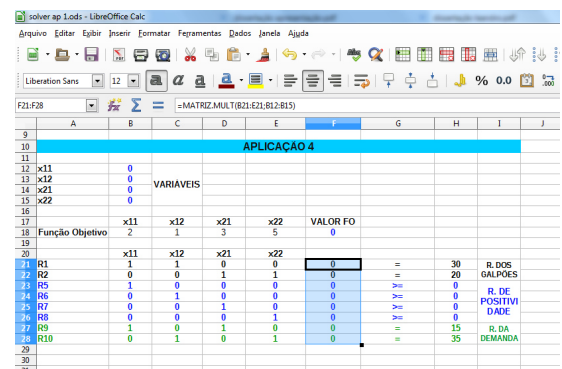 solver ap 1.ods - LibreOffice Calc
Arquivo Editar Exibir Inserir Formatar Ferramentas Dados Janela Ajuda
Liberation Sans 12 a a a a % 0.0
F21:F28 =MATRIZ.MULT(B21:E21;B12:B15)
A B C D E F G H I J
9
10 APLICAÇÃO 4
11
12 x11 0
13 x12 0
VARIÁVEIS
14 x21 0
15 x22 0
16
17 x11 x12 x21 x22 VALOR FO
18 Função Objetivo 2 1 3 5 0
19
20 x11 x12 x21 x22
21 R1 1 1 0 0 0 = 30 R. DOS
22 R2 0 0 1 1 0 = 20 GALPÕES
23 R5 1 0 0 0 0 >= 0 R. DE
24 R6 0 1 0 0 0 >= 0 POSITIVI
25 R7 0 0 1 0 0 >= 0 DADE
26 R8 0 0 0 1 0 >= 0
27 R9 1 0 1 0 0 = 15 R. DA
28 R10 0 1 0 1 0 = 35 DEMANDA
29
30